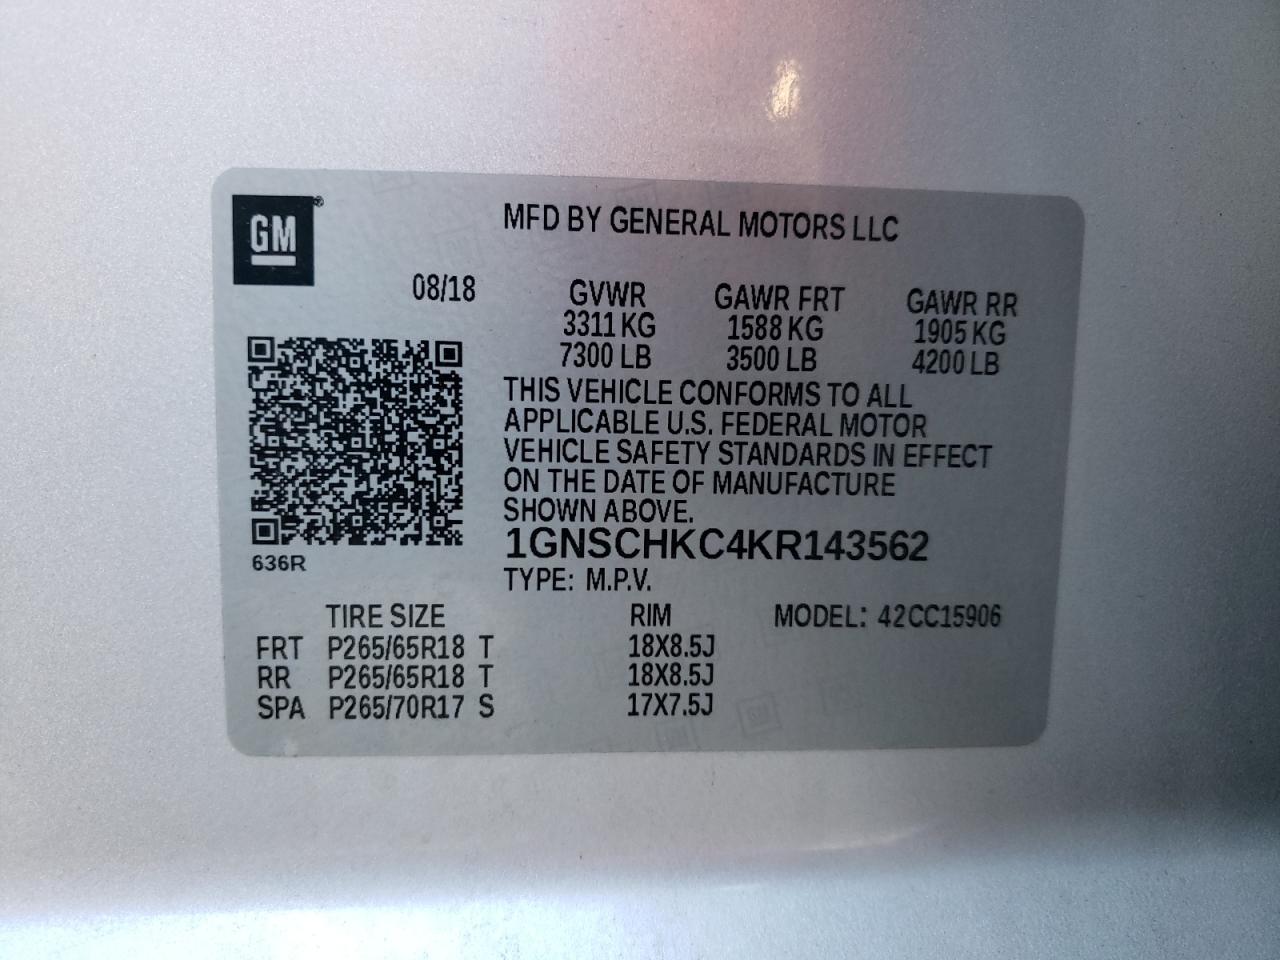 GM®
MFD BY GENERAL MOTORS LLC
08/18 GVWR GAWR FRT GAWR RR
3311 KG 1588 KG 1905 KG
7300 LB 3500 LB 4200 LB
THIS VEHICLE CONFORMS TO ALL
APPLICABLE U.S. FEDERAL MOTOR
VEHICLE SAFETY STANDARDS IN EFFECT
ON THE DATE OF MANUFACTURE
SHOWN ABOVE.
1GNSCHKC4KR143562
636R
TYPE: M.P.V.
TIRE SIZE RIM MODEL: 42CC15906
FRT P265/65R18 T 18X8.5J
RR P265/65R18 T 18X8.5J
SPA P265/70R17 S 17X7.5J